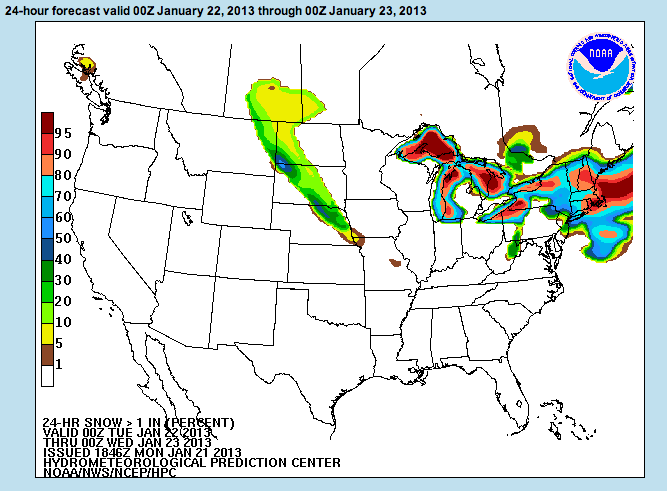 24-hour forecast valid 00Z January 22, 2013 through 00Z January 23, 2013
NOAA
95
90
80
70
60
50
40
30
20
10
5
1
24-HR SNOW > 1 IN (PERCENT)
VALID 00Z TUE JAN 22 2013
THRU 00Z WED JAN 23 2013
ISSUED 1846Z MON JAN 21 2013
HYDROMETEOROLOGICAL PREDICTION CENTER
NOAA/NWS/NCEP/HPC